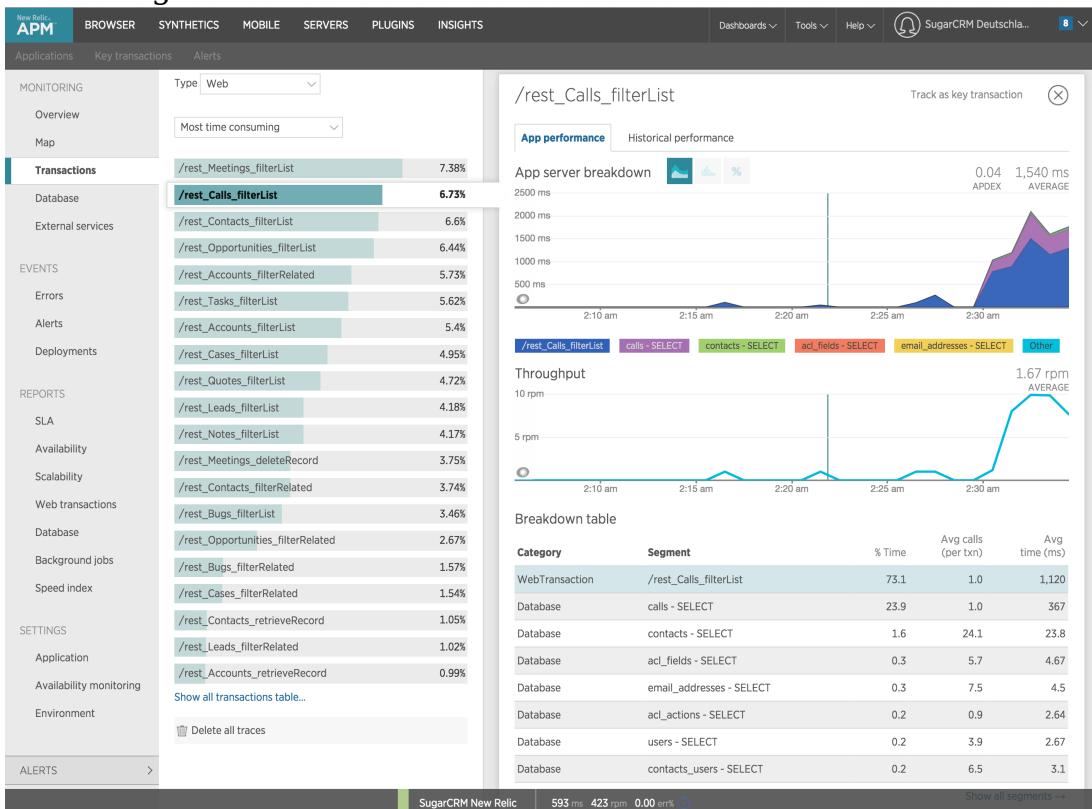 New Relic.
APM BROWSER SYNTHETICS MOBILE SERVERS PLUGINS INSIGHTS Dashboards Tools Help SugarCRM Deutschla... 8
Applications Key transactions Alerts
MONITORING
Overview
Map
Transactions
Database
External services
EVENTS
Errors
Alerts
Deployments
REPORTS
SLA
Availability
Scalability
Web transactions
Database
Background jobs
Speed index
SETTINGS
Application
Availability monitoring
Environment
ALERTS >
Type Web
Most time consuming
/rest_Meetings_filterList 7.38%
/rest_Calls_filterList 6.73%
/rest_Contacts_filterList 6.6%
/rest_Opportunities_filterList 6.44%
/rest_Accounts_filterRelated 5.73%
/rest_Tasks_filterList 5.62%
/rest_Accounts_filterList 5.4%
/rest_Cases_filterList 4.95%
/rest_Quotes_filterList 4.72%
/rest_Leads_filterList 4.18%
/rest_Notes_filterList 4.17%
/rest_Meetings_deleteRecord 3.75%
/rest_Contacts_filterRelated 3.74%
/rest_Bugs_filterList 3.46%
/rest_Opportunities_filterRelated 2.67%
/rest_Bugs_filterRelated 1.57%
/rest_Cases_filterRelated 1.54%
/rest_Contacts_retrieveRecord 1.05%
/rest_Leads_filterRelated 1.02%
/rest_Accounts_retrieveRecord 0.99%
Show all transactions table...
Delete all traces
/rest_Calls_filterList Track as key transaction
App performance Historical performance
App server breakdown % 0.04 1,540 ms
APDEX AVERAGE
2500 ms
2000 ms
1500 ms
1000 ms
500 ms
2:10 am 2:15 am 2:20 am 2:25 am 2:30 am
/rest_Calls_filterList calls - SELECT contacts - SELECT acl_fields - SELECT email_addresses - SELECT Other
Throughput 1.67 rpm
AVERAGE
10 rpm
5 rpm
2:10 am 2:15 am 2:20 am 2:25 am 2:30 am
Breakdown table
Category Segment % Time Avg calls (per txn) Avg time (ms)
WebTransaction /rest_Calls_filterList 73.1 1.0 1,120
Database calls - SELECT 23.9 1.0 367
Database contacts - SELECT 1.6 24.1 23.8
Database acl_fields - SELECT 0.3 5.7 4.67
Database email_addresses - SELECT 0.3 7.5 4.5
Database acl_actions - SELECT 0.2 0.9 2.64
Database users - SELECT 0.2 3.9 2.67
Database contacts_users - SELECT 0.2 6.5 3.1
Show all segments →
SugarCRM New Relic 593 ms 423 rpm 0.00 err%